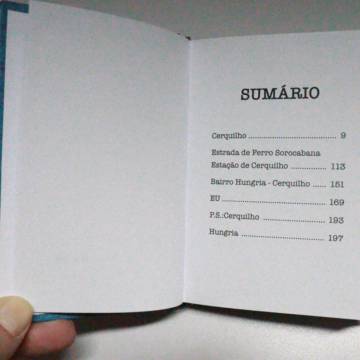 SUMÁRIO
Cerquilho ........................................ 9
Estrada de Ferro Sorocabana
Estação de Cerquilho ............... 113
Bairro Hungria - Cerquilho ...... 151
EU ................................................ 169
P.S.:Cerquilho ............................ 193
Hungria ...................................... 197